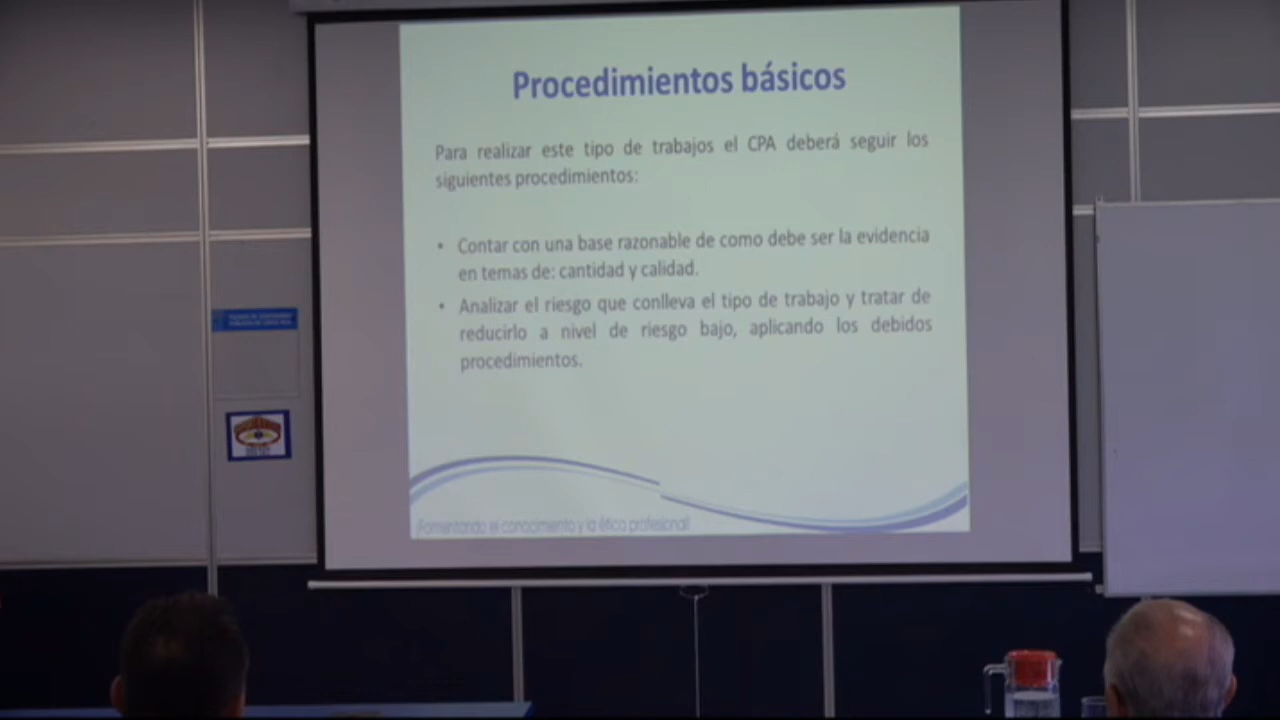 Procedimientos básicos
Para realizar este tipo de trabajos el CPA deberá seguir los
siguientes procedimientos:
• Contar con una base razonable de como debe ser la evidencia
en temas de: cantidad y calidad.
• Analizar el riesgo que conlleva el tipo de trabajo y tratar de
reducirlo a nivel de riesgo bajo, aplicando los debidos
procedimientos.
¡Fomentando el conocimiento y la ética profesional!